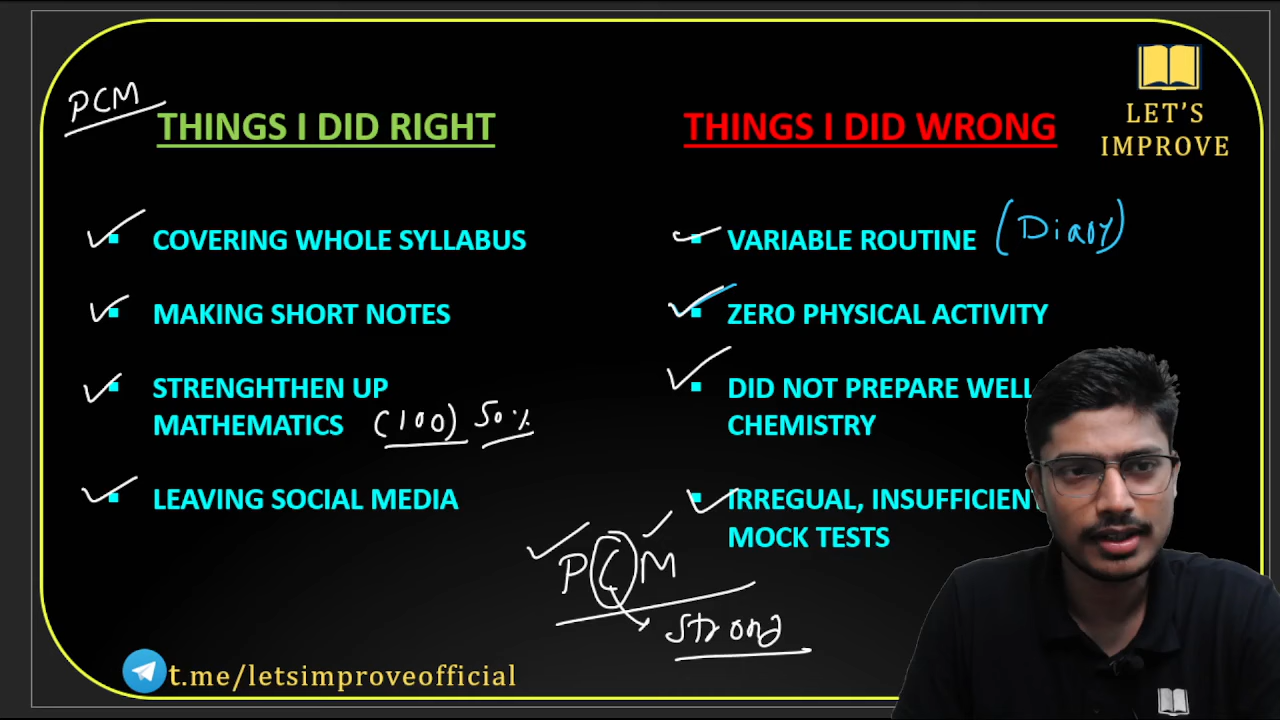 PCM
THINGS I DID RIGHT
COVERING WHOLE SYLLABUS
MAKING SHORT NOTES
STRENGHTHEN UP
MATHEMATICS (100) 50%
LEAVING SOCIAL MEDIA
THINGS I DID WRONG
VARIABLE ROUTINE (Diary)
ZERO PHYSICAL ACTIVITY
DID NOT PREPARE WELL
CHEMISTRY
IRREGUAL, INSUFFICIEN
MOCK TESTS
PCM
strong
LET'S
IMPROVE
t.me/letsimproveofficial